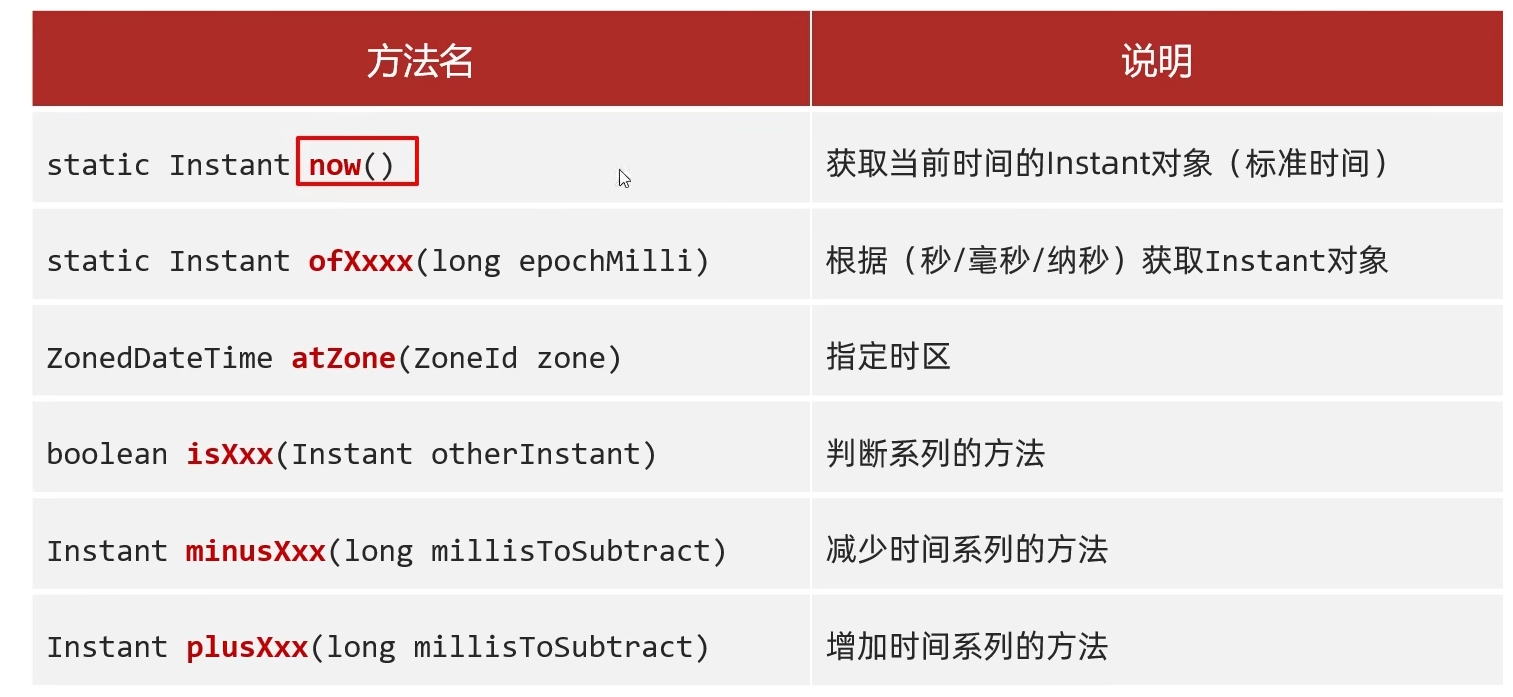 方法名 说明
static Instant now() 获取当前时间的Instant对象（标准时间）
static Instant ofXxxx(long epochMilli) 根据（秒/毫秒/纳秒）获取Instant对象
ZonedDateTime atZone(ZoneId zone) 指定时区
boolean isXxx(Instant otherInstant) 判断系列的方法
Instant minusXxx(long millisToSubtract) 减少时间系列的方法
Instant plusXxx(long millisToSubtract) 增加时间系列的方法